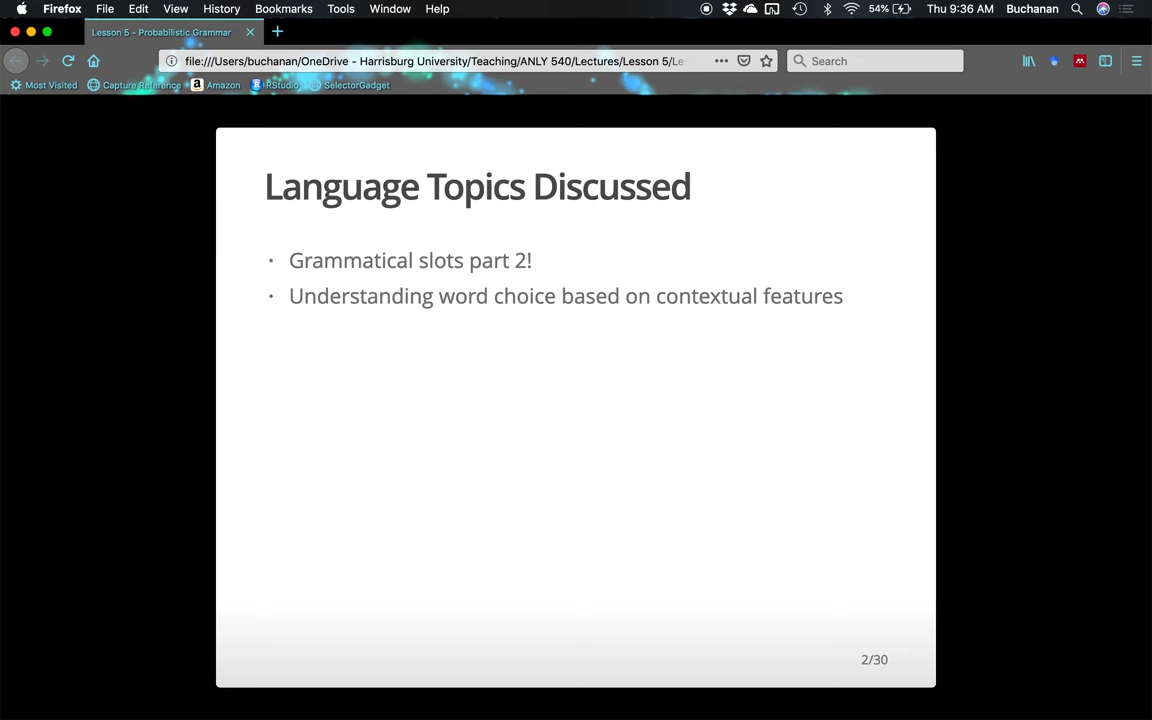 Firefox File Edit View History Bookmarks Tools Window Help 54% Thu 9:36 AM Buchanan
Lesson 5 - Probabilistic Grammar
file:///Users/buchanan/OneDrive - Harrisburg University/Teaching/ANLY 540/Lectures/Lesson 5/Le Search
Most Visited Capture Reference Amazon RStudio SelectorGadget
Language Topics Discussed
· Grammatical slots part 2!
· Understanding word choice based on contextual features
2/30